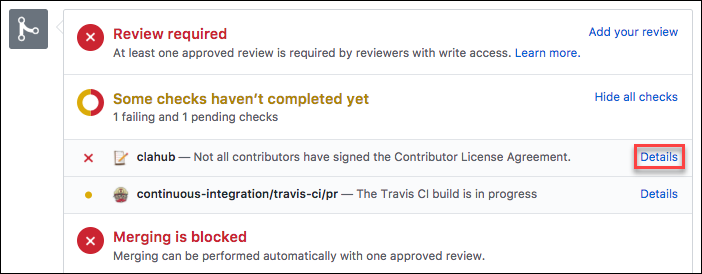 Review required
Add your review
At least one approved review is required by reviewers with write access. Learn more.
Some checks haven’t completed yet
Hide all checks
1 failing and 1 pending checks
clahub — Not all contributors have signed the Contributor License Agreement. Details
continuous-integration/travis-ci/pr — The Travis CI build is in progress Details
Merging is blocked
Merging can be performed automatically with one approved review.